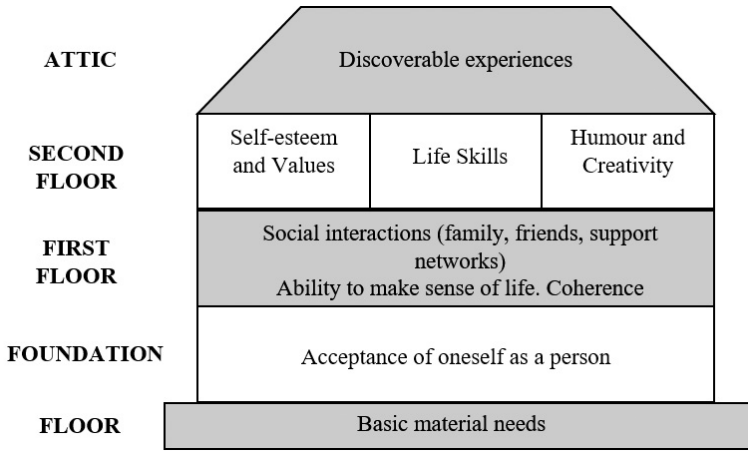 ATTIC
Discoverable experiences
SECOND
FLOOR
Self-esteem
and Values
Life Skills
Humour and
Creativity
FIRST
FLOOR
Social interactions (family, friends, support
networks)
Ability to make sense of life. Coherence
FOUNDATION
Acceptance of oneself as a person
FLOOR
Basic material needs